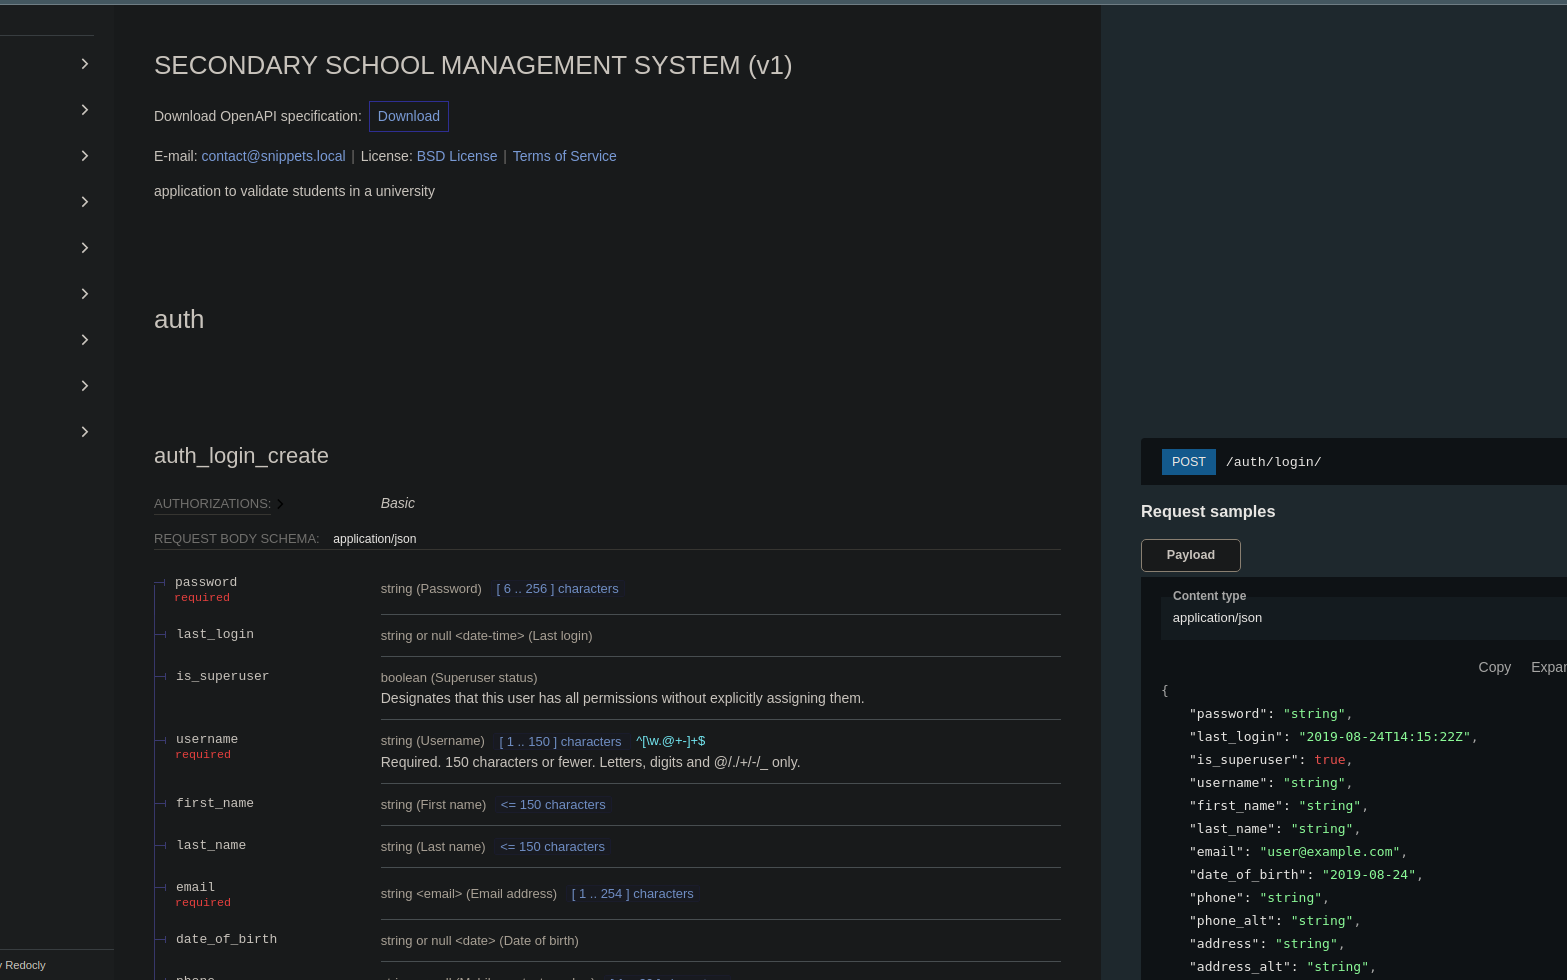 SECONDARY SCHOOL MANAGEMENT SYSTEM (v1)
Download OpenAPI specification: Download
E-mail: contact@snippets.local | License: BSD License | Terms of Service
application to validate students in a university
auth
auth_login_create
AUTHORIZATIONS: Basic
REQUEST BODY SCHEMA: application/json
password string (Password) [ 6 .. 256 ] characters
required
last_login string or null <date-time> (Last login)
is_superuser boolean (Superuser status)
Designates that this user has all permissions without explicitly assigning them.
username string (Username) [ 1 .. 150 ] characters ^[\w.@+-]+$
required Required. 150 characters or fewer. Letters, digits and @/./+/-/_ only.
first_name string (First name) <= 150 characters
last_name string (Last name) <= 150 characters
email string <email> (Email address) [ 1 .. 254 ] characters
required
date_of_birth string or null <date> (Date of birth)
Redocly
POST /auth/login/
Request samples
Payload
Content type
application/json
Copy Expan
{
"password": "string",
"last_login": "2019-08-24T14:15:22Z",
"is_superuser": true,
"username": "string",
"first_name": "string",
"last_name": "string",
"email": "user@example.com",
"date_of_birth": "2019-08-24",
"phone": "string",
"phone_alt": "string",
"address": "string",
"address_alt": "string",